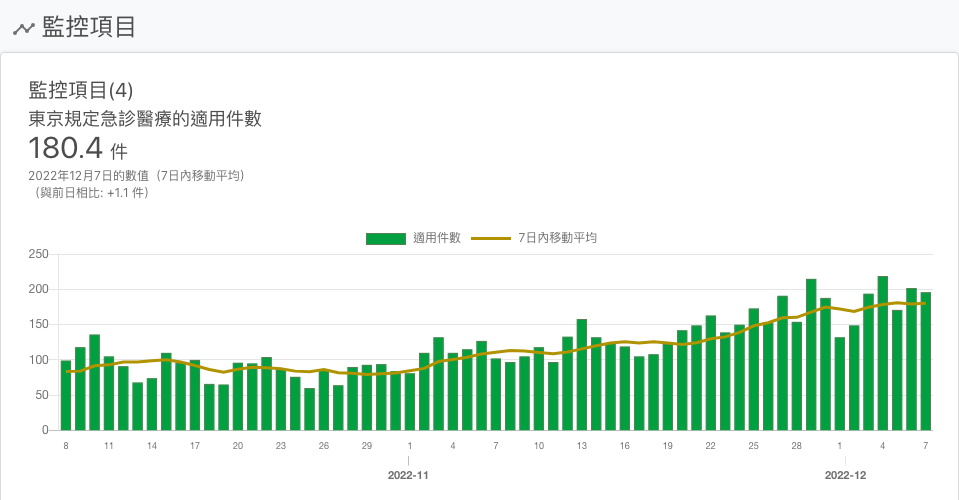 監控項目
監控項目(4)
東京規定急診醫療的適用件數
180.4 件
2022年12月7日的數值（7日內移動平均）
（與前日相比: +1.1 件）
適用件數 7日內移動平均
250
200
150
100
50
0
8 11 14 17 20 23 26 29 1 4 7 10 13 16 19 22 25 28 1 4 7
2022-11 2022-12